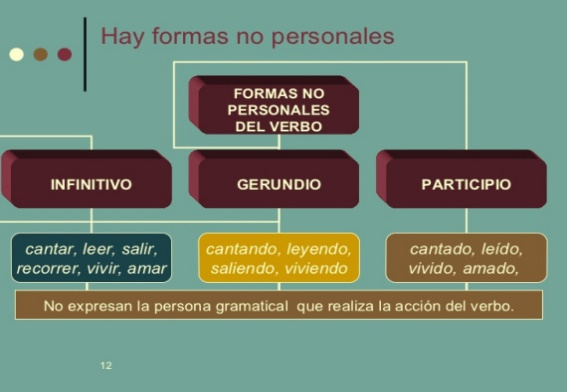 Hay formas no personales
FORMAS NO
PERSONALES
DEL VERBO
INFINITIVO
GERUNDIO
PARTICIPIO
cantar, leer, salir,
recorrer, vivir, amar
cantando, leyendo,
saliendo, viviendo
cantado, leído,
vivido, amado,
No expresan la persona gramatical que realiza la acción del verbo.
12